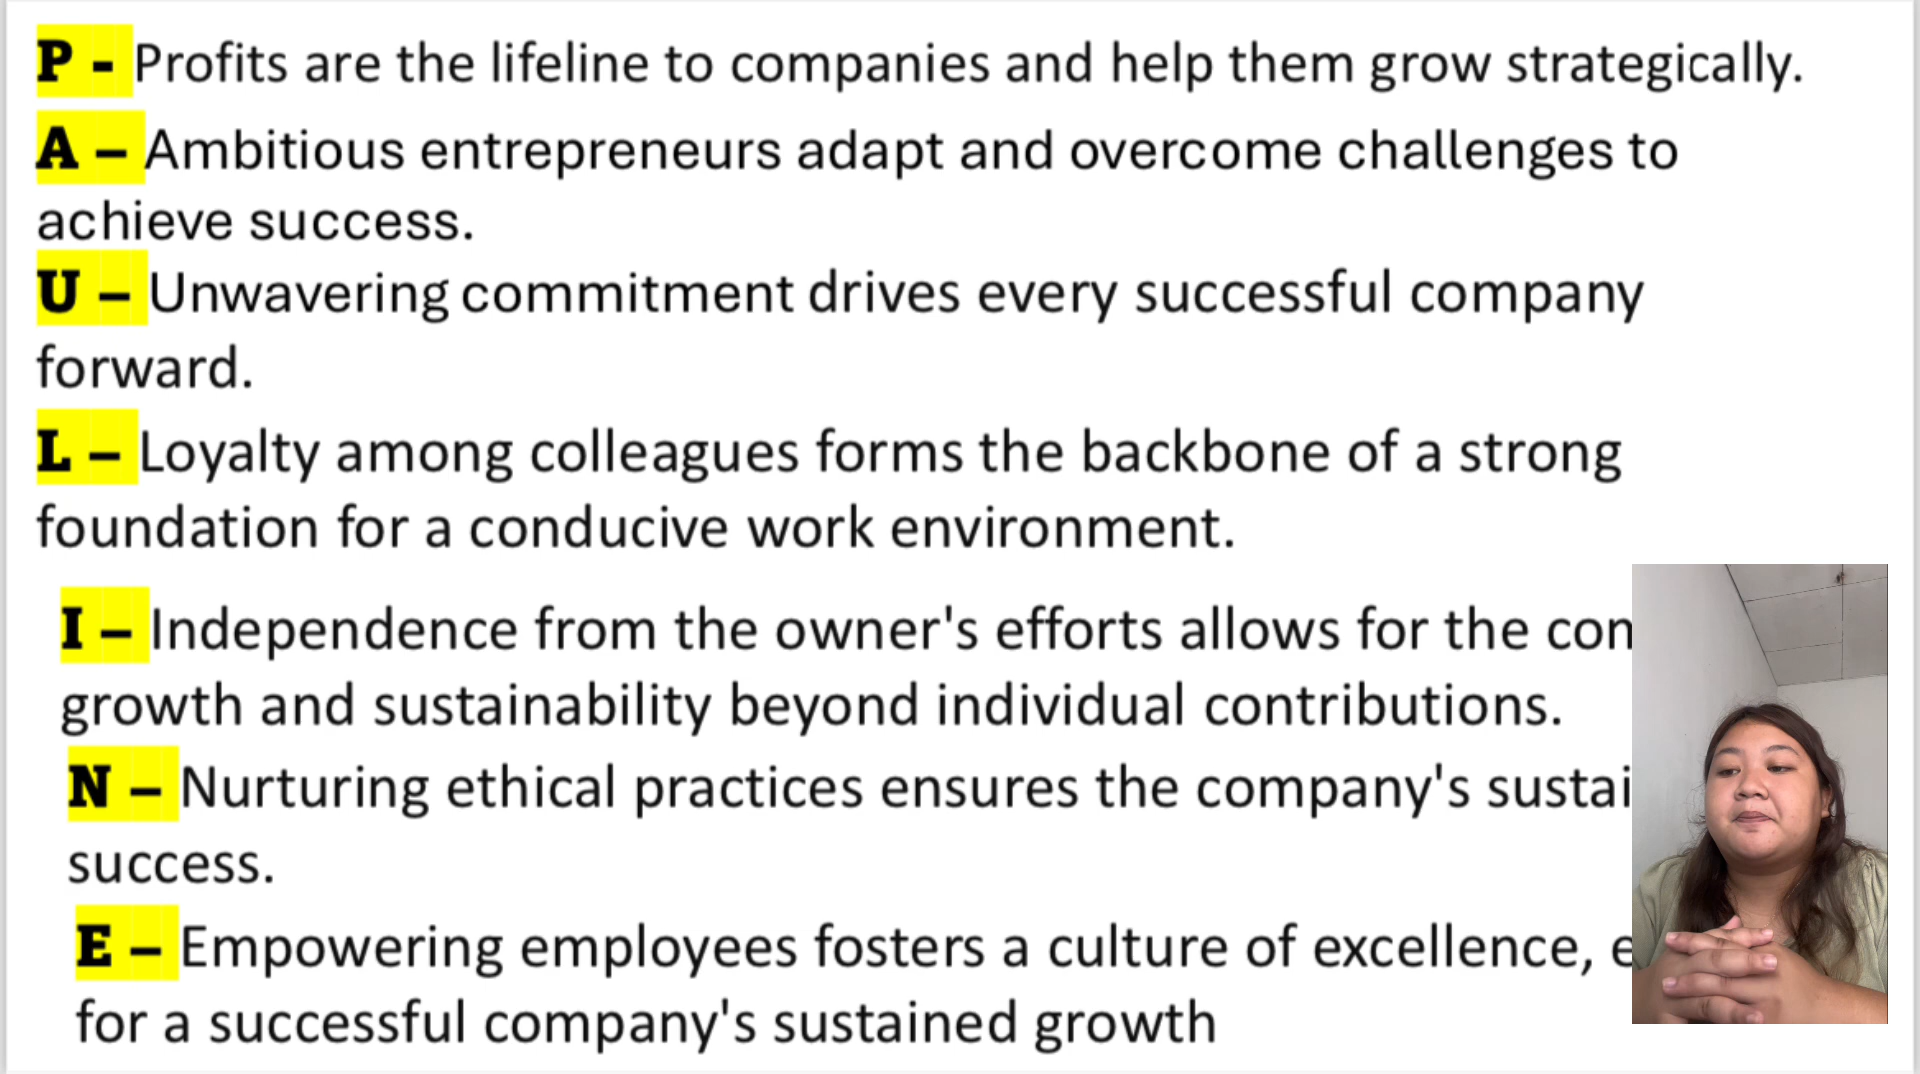 P - Profits are the lifeline to companies and help them grow strategically.
A – Ambitious entrepreneurs adapt and overcome challenges to
achieve success.
U – Unwavering commitment drives every successful company
forward.
L – Loyalty among colleagues forms the backbone of a strong
foundation for a conducive work environment.
I – Independence from the owner's efforts allows for the
growth and sustainability beyond individual contributions.
N – Nurturing ethical practices ensures the company's
success.
E – Empowering employees fosters a culture of excellence,
for a successful company's sustained growth